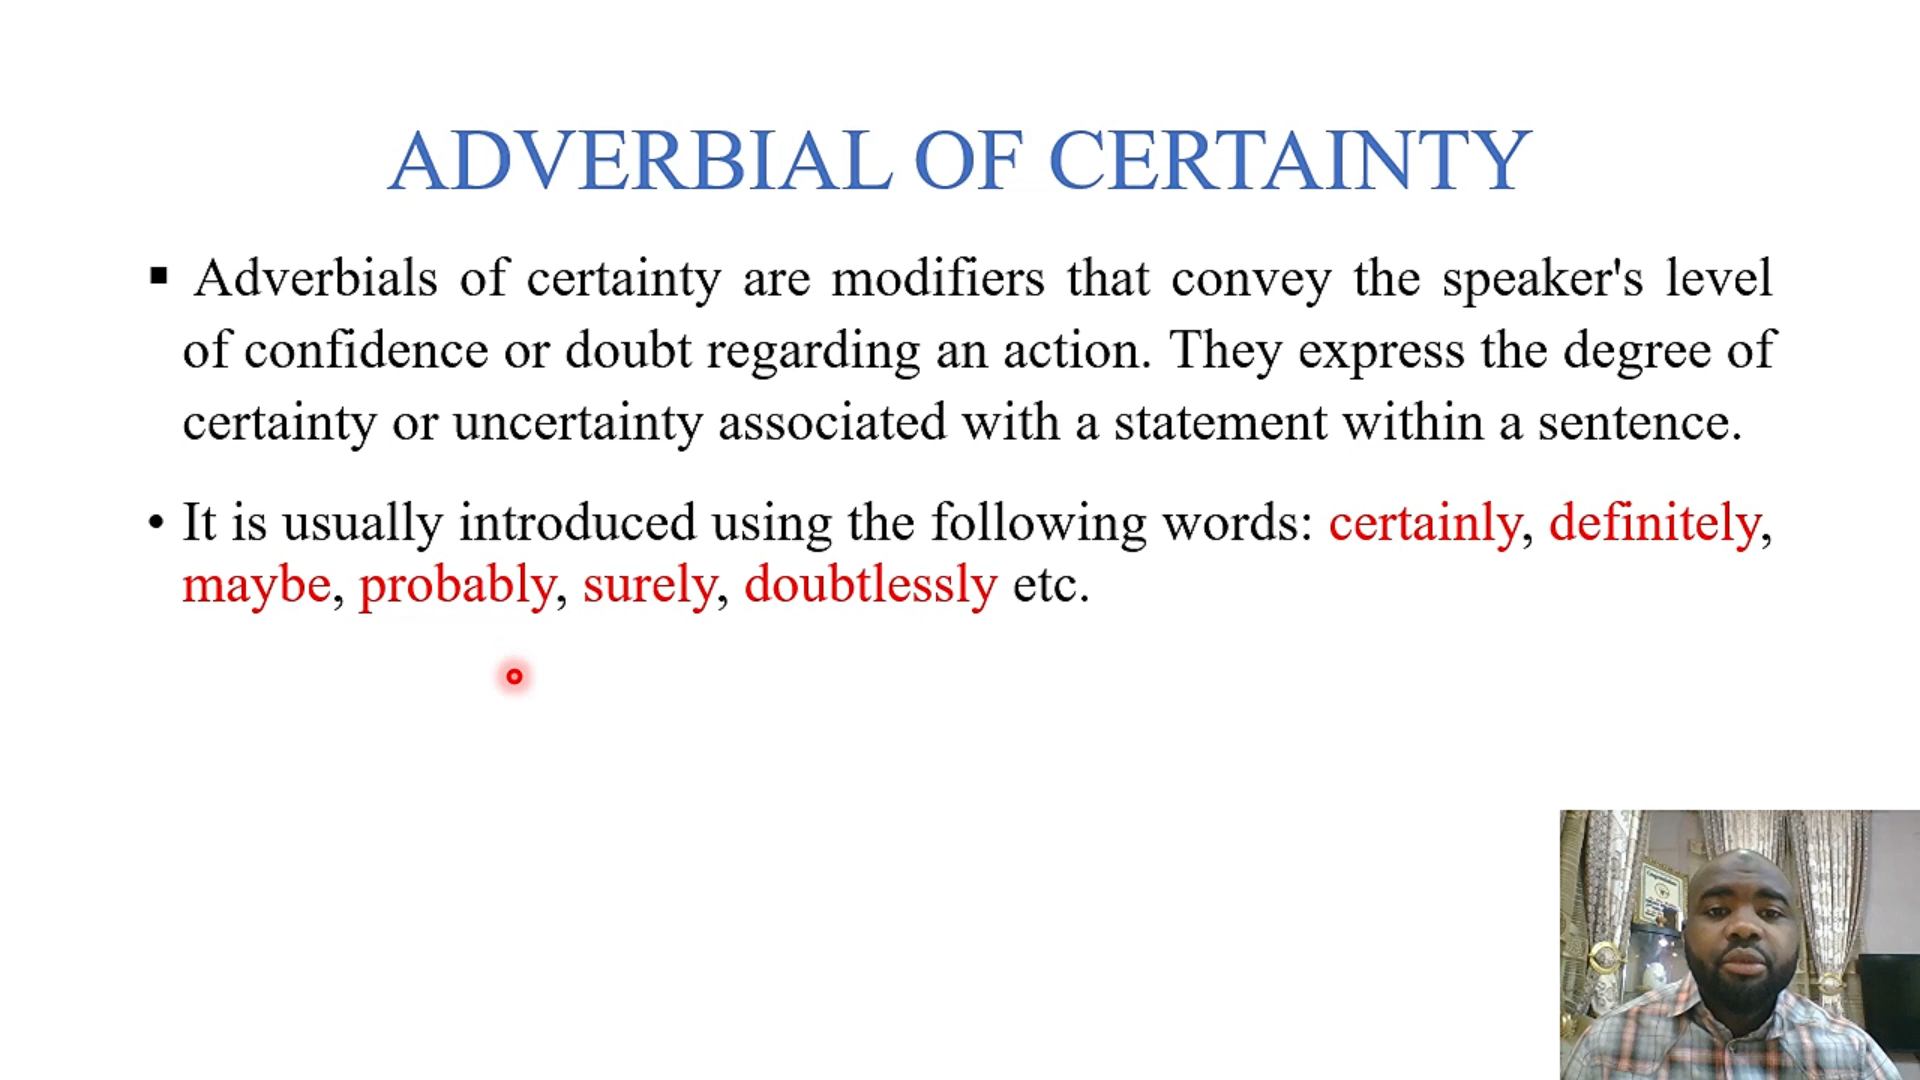 ADVERBIAL OF CERTAINTY
▪ Adverbials of certainty are modifiers that convey the speaker's level
of confidence or doubt regarding an action. They express the degree of
certainty or uncertainty associated with a statement within a sentence.
• It is usually introduced using the following words: certainly, definitely,
maybe, probably, surely, doubtlessly etc.